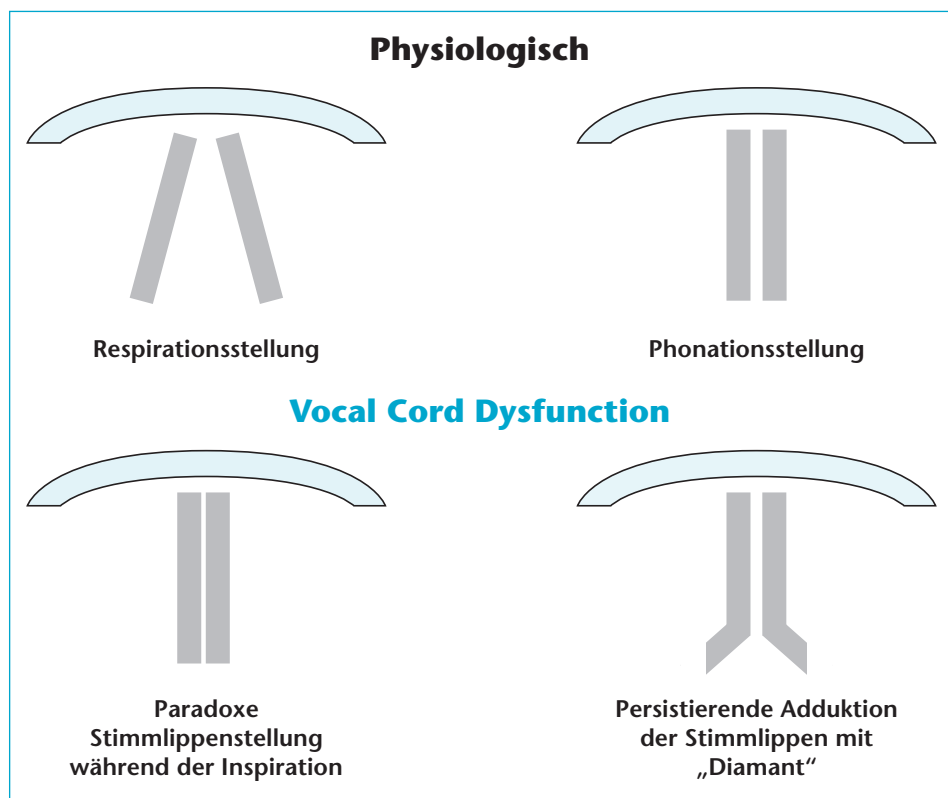 Physiologisch
Respirationsstellung
Phonationsstellung
Vocal Cord Dysfunction
Paradoxe
Stimmlippenstellung
während der Inspiration
Persistierende Adduktion
der Stimmlippen mit
„Diamant“